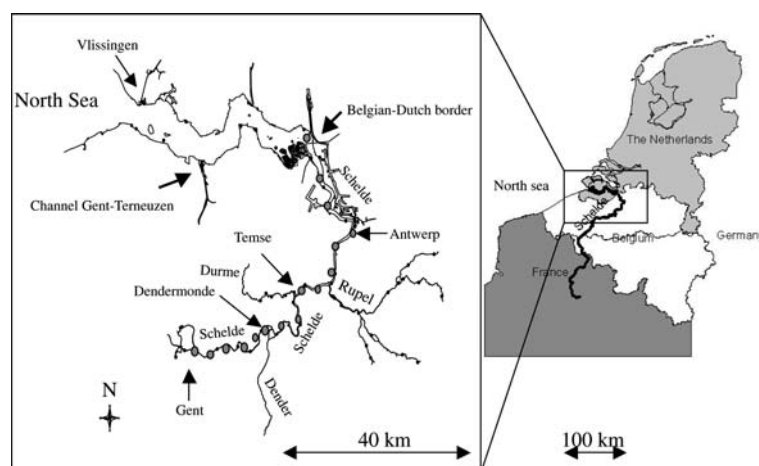 Vlissingen
North Sea
Belgian-Dutch border
Schelde
Channel Gent-Terneuzen
Antwerp
Temse
Durme
Rupel
Dendermonde
Schelde
Schelde
Dender
N
Gent
40 km
The Netherlands
North sea
Schelde
Belgium
German
France
100 km